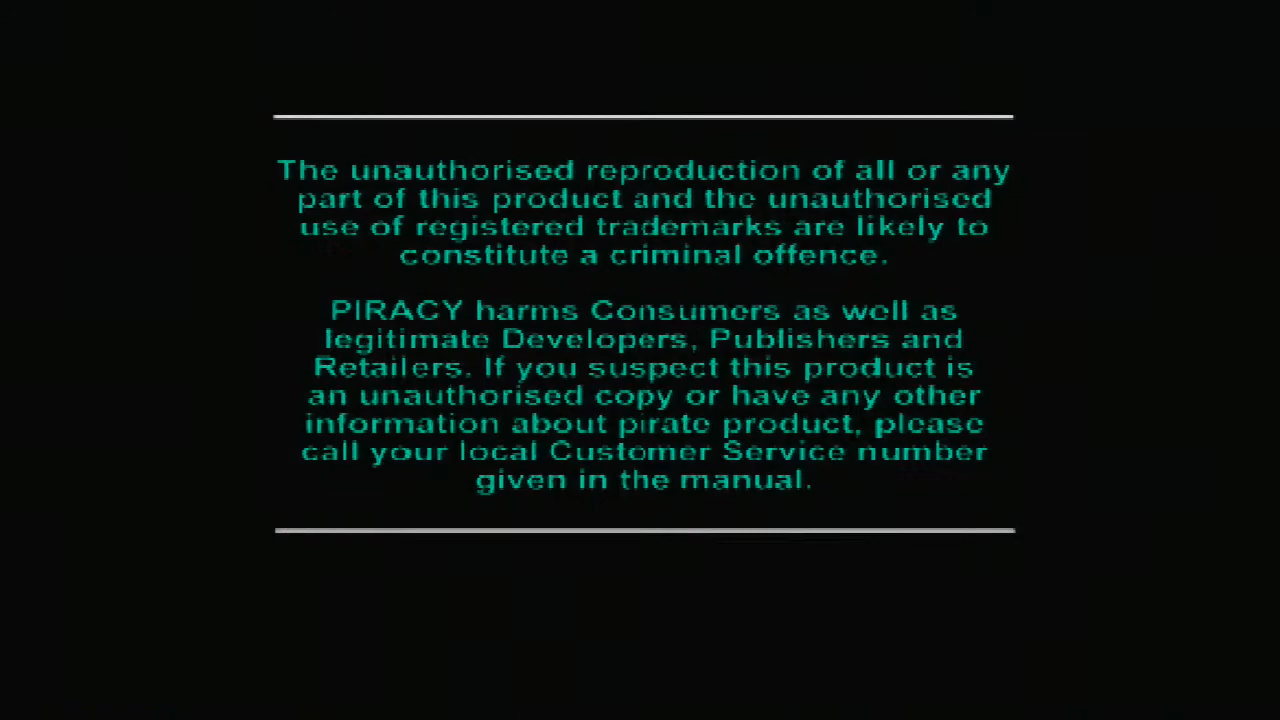 The unauthorised reproduction of all or any
part of this product and the unauthorised
use of registered trademarks are likely to
constitute a criminal offence.
PIRACY harms Consumers as well as
legitimate Developers, Publishers and
Retailers. If you suspect this product is
an unauthorised copy or have any other
information about pirate product, please
call your local Customer Service number
given in the manual.